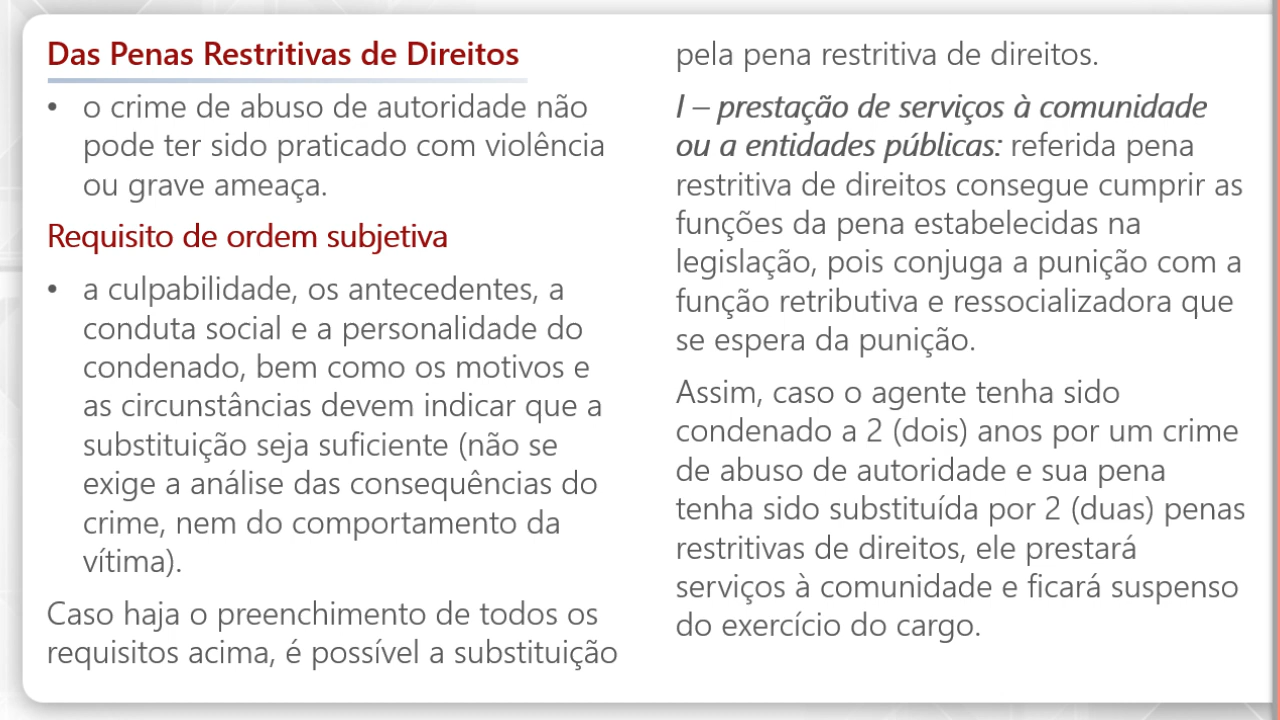 Das Penas Restritivas de Direitos
• o crime de abuso de autoridade não
pode ter sido praticado com violência
ou grave ameaça.
Requisito de ordem subjetiva
• a culpabilidade, os antecedentes, a
conduta social e a personalidade do
condenado, bem como os motivos e
as circunstâncias devem indicar que a
substituição seja suficiente (não se
exige a análise das consequências do
crime, nem do comportamento da
vítima).
Caso haja o preenchimento de todos os
requisitos acima, é possível a substituição
pela pena restritiva de direitos.
I – prestação de serviços à comunidade
ou a entidades públicas: referida pena
restritiva de direitos consegue cumprir as
funções da pena estabelecidas na
legislação, pois conjuga a punição com a
função retributiva e ressocializadora que
se espera da punição.
Assim, caso o agente tenha sido
condenado a 2 (dois) anos por um crime
de abuso de autoridade e sua pena
tenha sido substituída por 2 (duas) penas
restritivas de direitos, ele prestará
serviços à comunidade e ficará suspenso
do exercício do cargo.